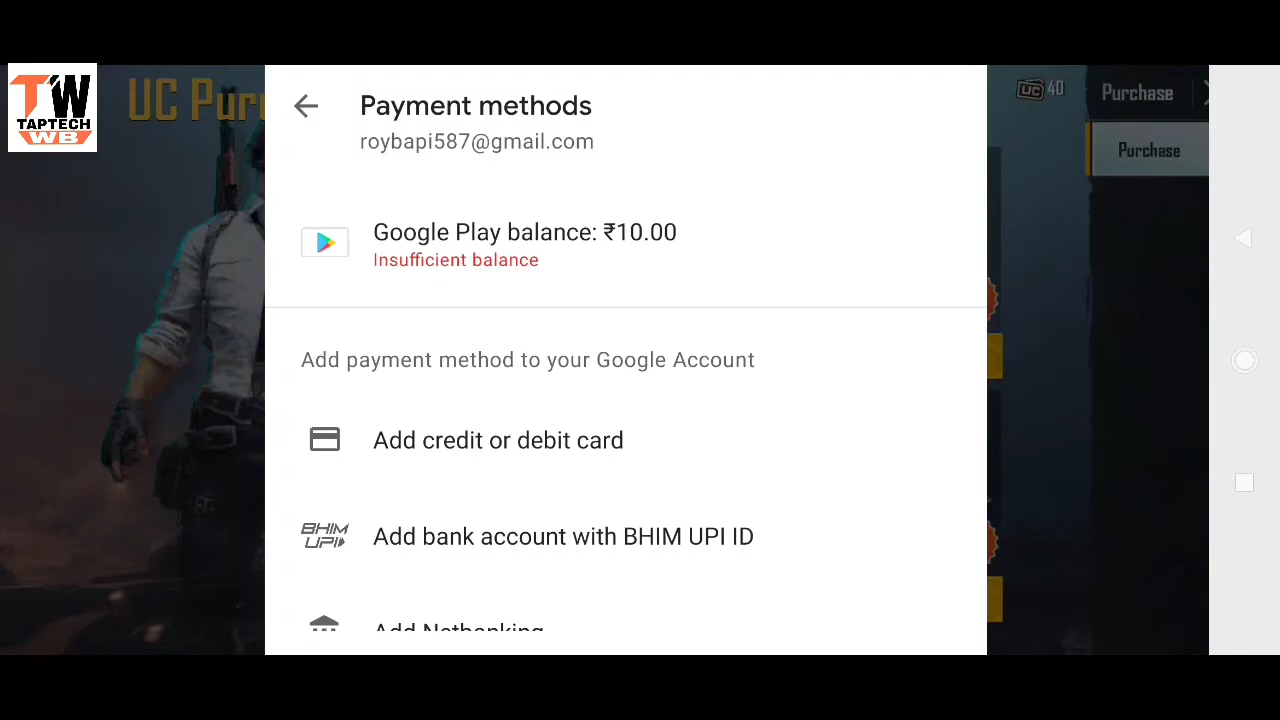 TW
TAPTECH
WB
UC Pur
Payment methods
roybapi587@gmail.com
UC 40
Purchase
Purchase
Google Play balance: ₹10.00
Insufficient balance
Add payment method to your Google Account
Add credit or debit card
BHIM
UPI
Add bank account with BHIM UPI ID
Add Netbanking